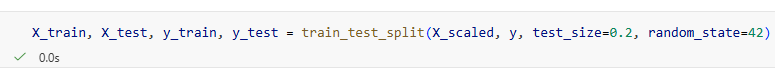 X_train, X_test, y_train, y_test = train_test_split(X_scaled, y, test_size=0.2, random_state=42)
0.0s